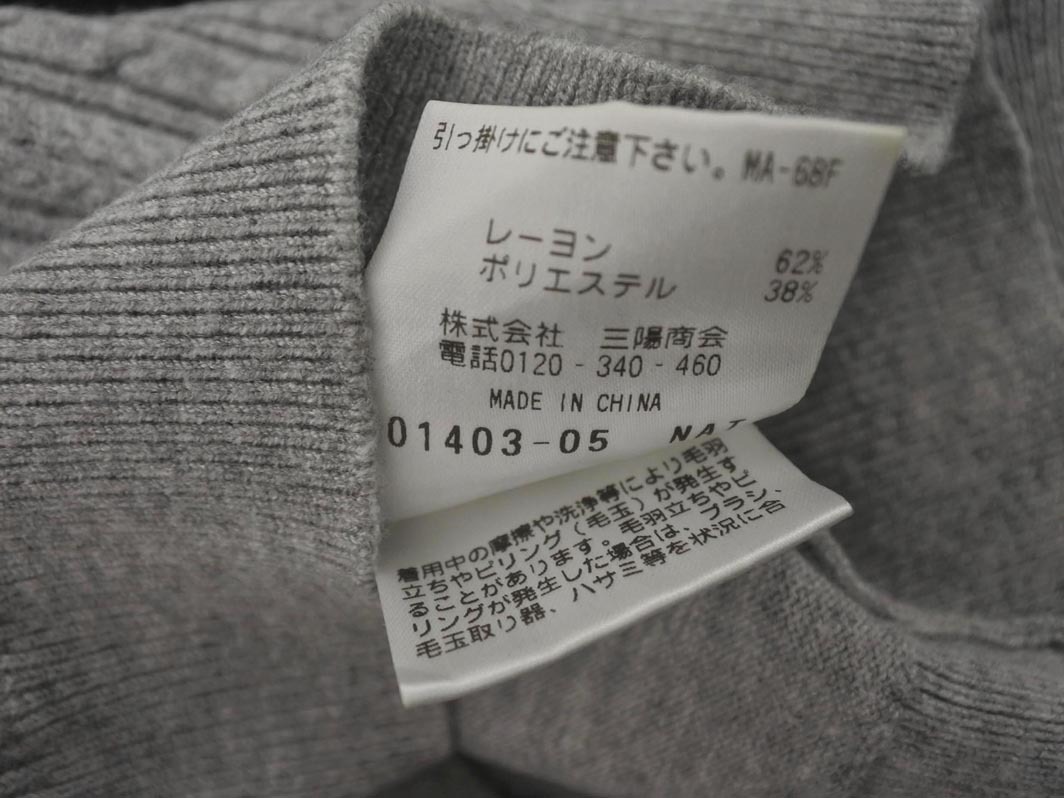 引っ掛けにご注意下さい。MA-68F
レーヨン 62%
ポリエステル 38%
株式会社 三陽商会
電話0120-340-460
MADE IN CHINA
01403-05
着用中の摩擦や洗浄等により毛羽
立ちやピリング(毛玉)が発生す
ることがあります。毛羽立ちやピ
リングが発生した場合は、ブラシ、
毛玉取り器、ハサミ等を状況に合